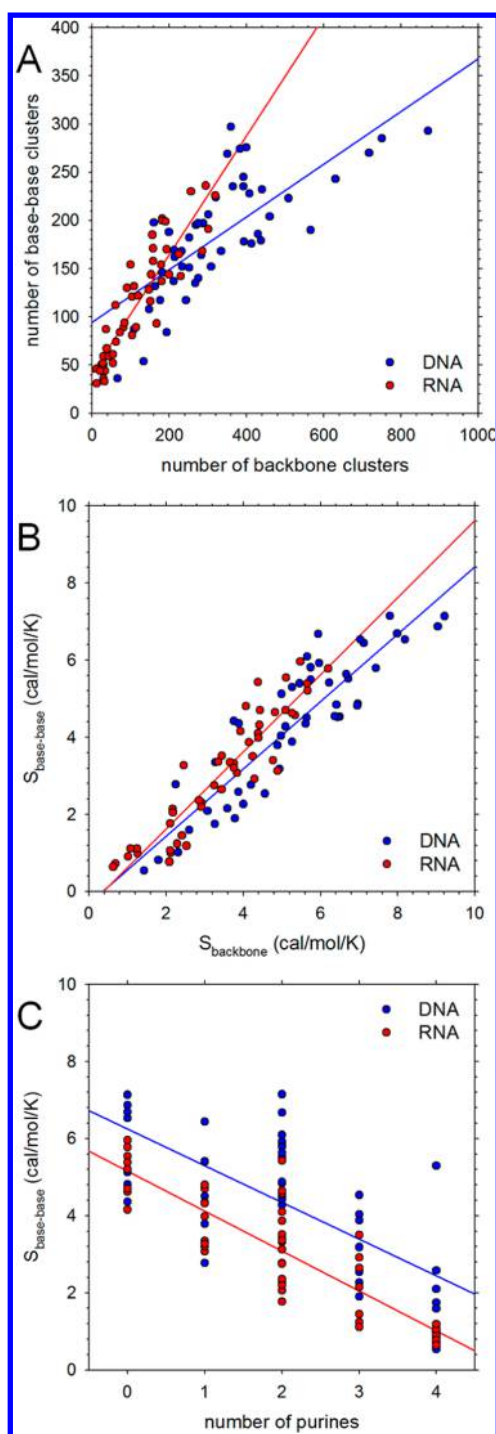 A
400
350
300
250
200
150
100
50
0
number of base-base clusters
DNA
RNA
0 200 400 600 800 1000
number of backbone clusters
B
10
8
6
4
2
0
S_base-base (cal/mol/K)
DNA
RNA
0 2 4 6 8 10
S_backbone (cal/mol/K)
C
10
8
6
4
2
0
S_base-base (cal/mol/K)
DNA
RNA
0 1 2 3 4
number of purines